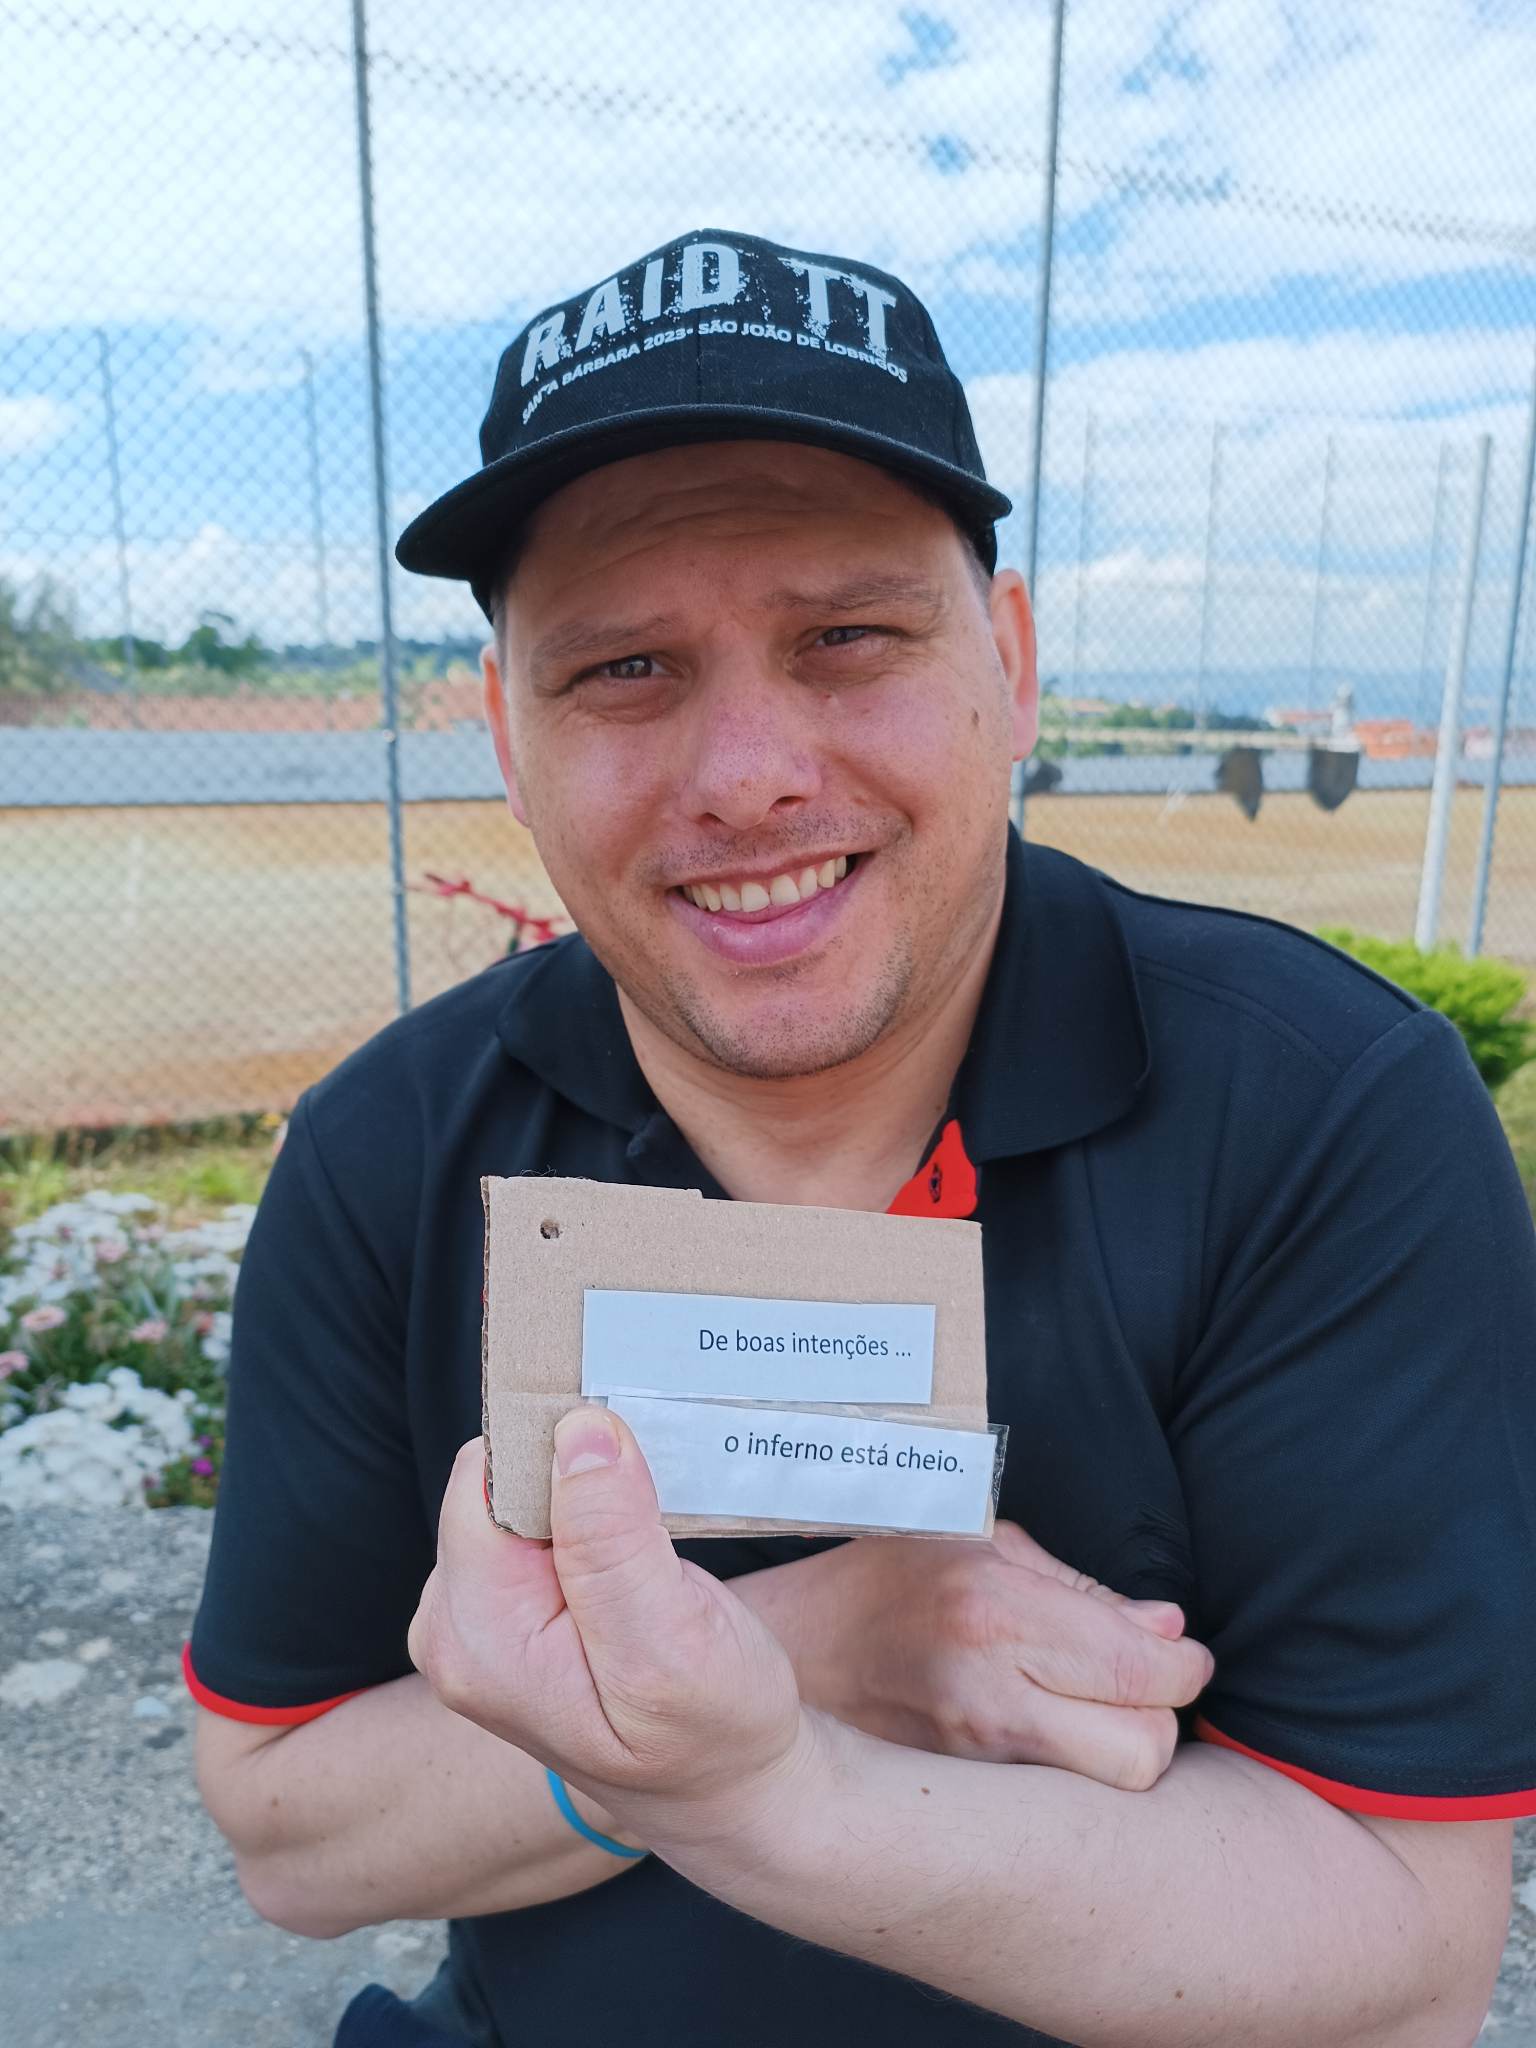 RAID TT
SANTA BÁRBARA 2023• SÃO JOÃO DE LOBRIGOS
De boas intenções ...
o inferno está cheio.